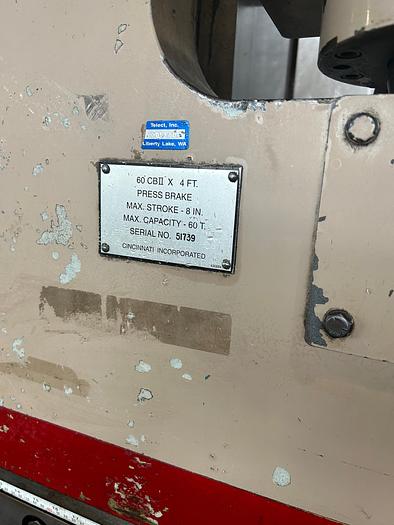 Telect, Inc.
Liberty Lake, WA
60 CBII X 4 FT.
PRESS BRAKE
MAX. STROKE - 8 IN.
MAX. CAPACITY - 60 T.
SERIAL NO. 51739
CINCINNATI INCORPORATED